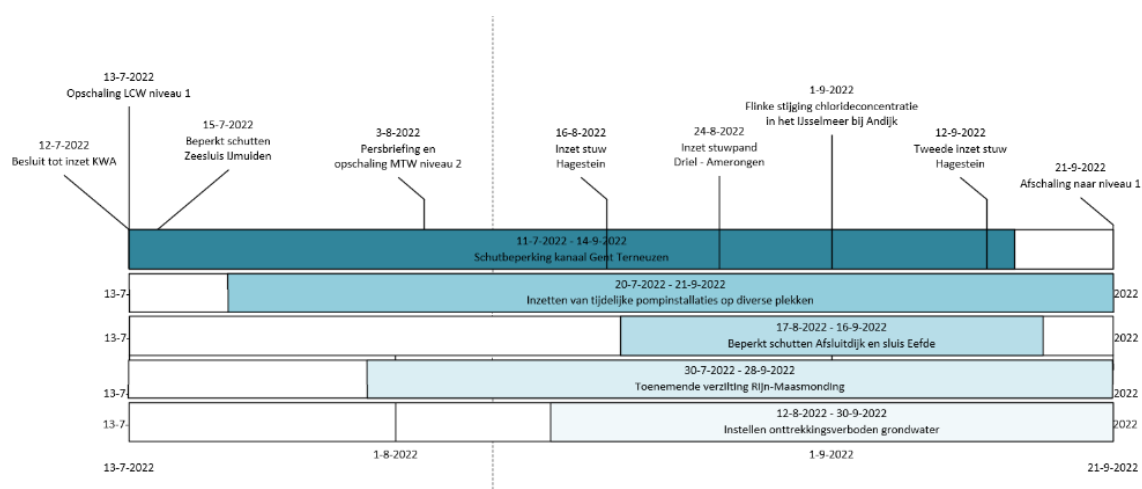 13-7-2022
Opschaling LCW niveau 1
12-7-2022
Besluit tot inzet KWA
15-7-2022
Beperkt schutten
Zeesluis IJmuiden
3-8-2022
Persbriefing en
opschaling MTW niveau 2
16-8-2022
Inzet stuw
Hagestein
24-8-2022
Inzet stuwpand
Driel - Amerongen
1-9-2022
Flinke stijging chlorideconcentratie
in het IJsselmeer bij Andijk
12-9-2022
Tweede inzet stuw
Hagestein
21-9-2022
Afschaling naar niveau 1
11-7-2022 - 14-9-2022
Schutbeperking kanaal Gent Terneuzen
13-7-
20-7-2022 - 21-9-2022
Inzetten van tijdelijke pompinstallaties op diverse plekken
2022
13-7-
17-8-2022 - 16-9-2022
Beperkt schutten Afsluitdijk en sluis Eefde
2022
13-7-
30-7-2022 - 28-9-2022
Toenemende verzilting Rijn-Maasmonding
2022
13-7-
12-8-2022 - 30-9-2022
Instellen onttrekkingsverboden grondwater
2022
13-7-2022
1-8-2022
1-9-2022
21-9-2022